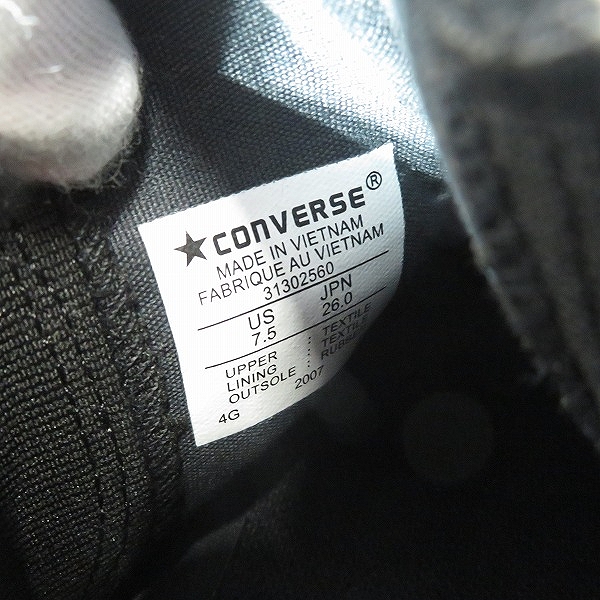 ★CONVERSE®
MADE IN VIETNAM
FABRIQUE AU VIETNAM
31302560
US JPN
7.5 26.0
UPPER : TEXTILE
LINING : TEXTILE
OUTSOLE :
4G 2007